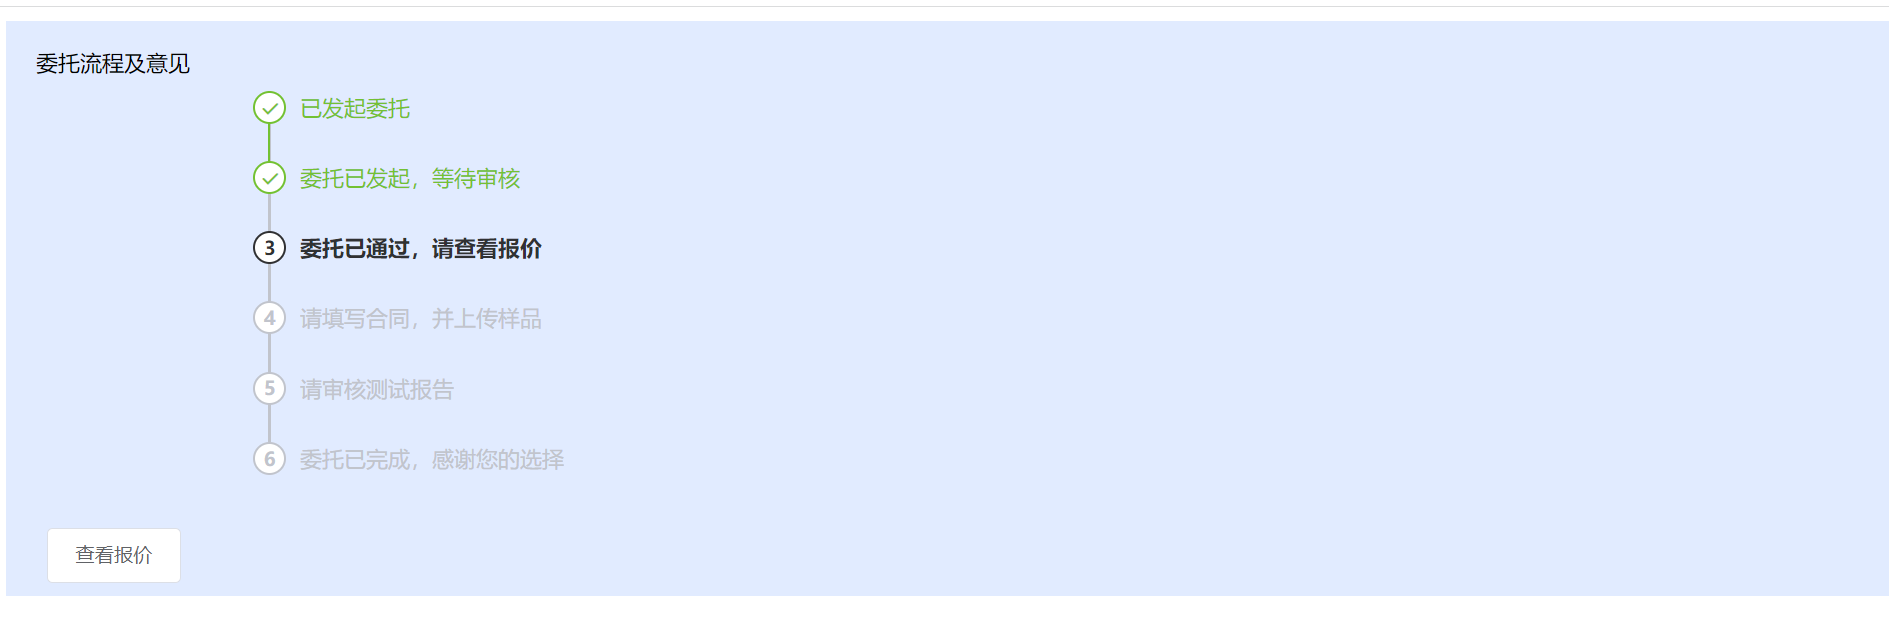 委托流程及意见
已发起委托
委托已发起，等待审核
3 委托已通过，请查看报价
4 请填写合同，并上传样品
5 请审核测试报告
6 委托已完成，感谢您的选择
查看报价